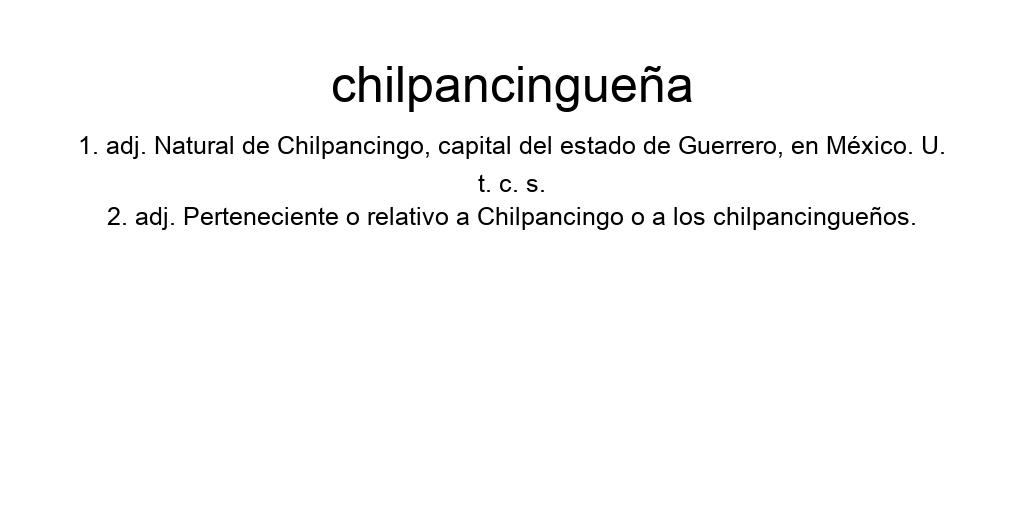 chilpancingueña
1. adj. Natural de Chilpancingo, capital del estado de Guerrero, en México. U.
t. c. s.
2. adj. Perteneciente o relativo a Chilpancingo o a los chilpancingueños.